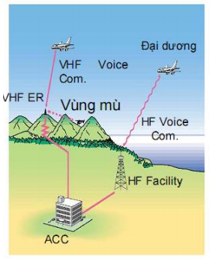 Đại dương
VHF Voice
Com.
VHF ER
Vùng mù
HF Voice
Com.
HF Facility
ACC